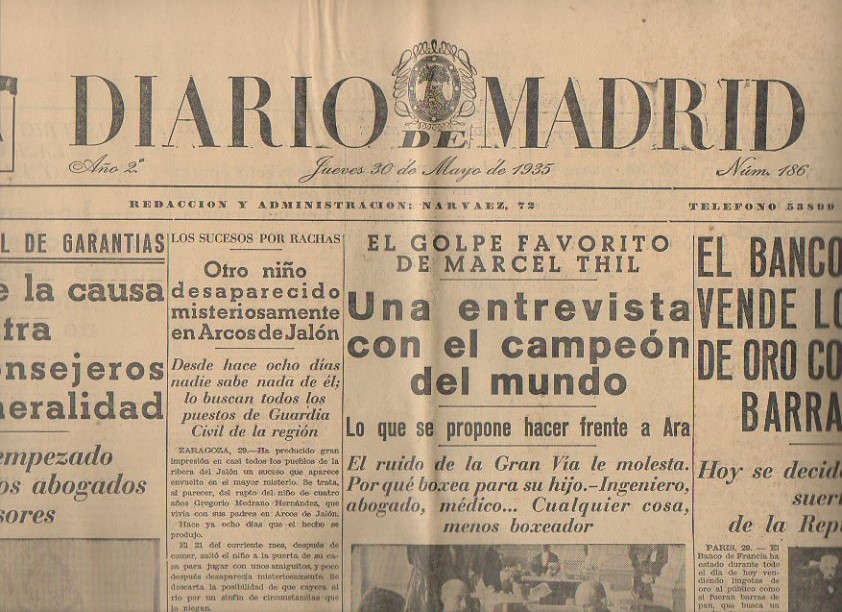 DIARIO DE MADRID
Año 2.º
Jueves 30 de Mayo de 1935
Núm. 186
REDACCION Y ADMINISTRACION: NARVAEZ, 72
TELEFONO 53899
L DE GARANTIAS
e la causa
tra
onsejeros
neralidad
empezado
os abogados
sores
LOS SUCESOS POR RACHAS
Otro niño
desaparecido
misteriosamente
en Arcos de Jalón
Desde hace ocho días
nadie sabe nada de él;
lo buscan todos los
puestos de Guardia
Civil de la región
ZARAGOZA, 29.—Ha producido gran
impresión en casi todos los pueblos de la
ribera del Jalón un suceso que aparece
envuelto en el mayor misterio. Se trata,
al parecer, del rapto del niño de cuatro
años Gregorio Medrano Hernández, que
vivía con sus padres en Arcos de Jalón.
Hace ya ocho días que el hecho se
produjo.
El 21 del corriente mes, después de
comer, salió el niño a la puerta de su ca-
sa para jugar con unos amiguitos, y poco
después desaparecía misteriosamente. Se
descarta la posibilidad de que cayera al
río por un sinfín de circunstancias que
la niegan.
EL GOLPE FAVORITO
DE MARCEL THIL
Una entrevista
con el campeón
del mundo
Lo que se propone hacer frente a Ara
El ruido de la Gran Vía le molesta.
Por qué boxea para su hijo.-Ingeniero,
abogado, médico... Cualquier cosa,
menos boxeador
EL BANCO
VENDE LO
DE ORO CO
BARRA
Hoy se decid
suer
de la Rep
PARIS, 29. — El
Banco de Francia ha
estado durante todo
el día de hoy ven-
diendo lingotes de
oro al público como
si fueran barras de
pan, que busca un